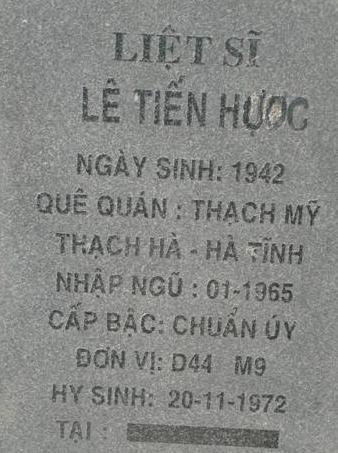 LIỆT SĨ
LÊ TIẾN HƯỢC
NGÀY SINH: 1942
QUÊ QUÁN : THẠCH MỸ
THẠCH HÀ - HÀ TĨNH
NHẬP NGŨ : 01-1965
CẤP BẬC: CHUẨN ÚY
ĐƠN VỊ: D44 M9
HY SINH: 20-11-1972
TẠI :